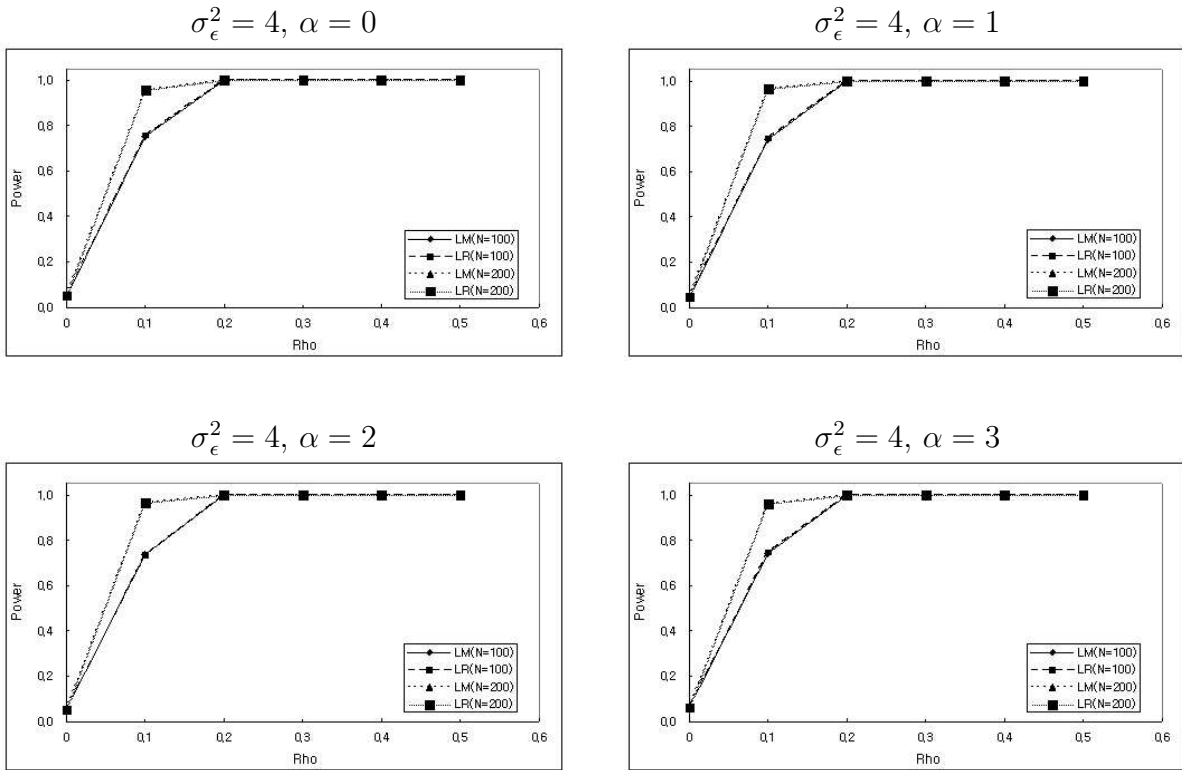 σ²_ϵ = 4, α = 0
1,0
0,8
0,6
0,4
0,2
0,0
Power
0 0,1 0,2 0,3 0,4 0,5 0,6
Rho
LM(N=100)
LR(N=100)
LM(N=200)
LR(N=200)
σ²_ϵ = 4, α = 1
1,0
0,8
0,6
0,4
0,2
0,0
Power
0 0,1 0,2 0,3 0,4 0,5 0,6
Rho
LM(N=100)
LR(N=100)
LM(N=200)
LR(N=200)
σ²_ϵ = 4, α = 2
1,0
0,8
0,6
0,4
0,2
0,0
Power
0 0,1 0,2 0,3 0,4 0,5 0,6
Rho
LM(N=100)
LR(N=100)
LM(N=200)
LR(N=200)
σ²_ϵ = 4, α = 3
1,0
0,8
0,6
0,4
0,2
0,0
Power
0 0,1 0,2 0,3 0,4 0,5 0,6
Rho
LM(N=100)
LR(N=100)
LM(N=200)
LR(N=200)